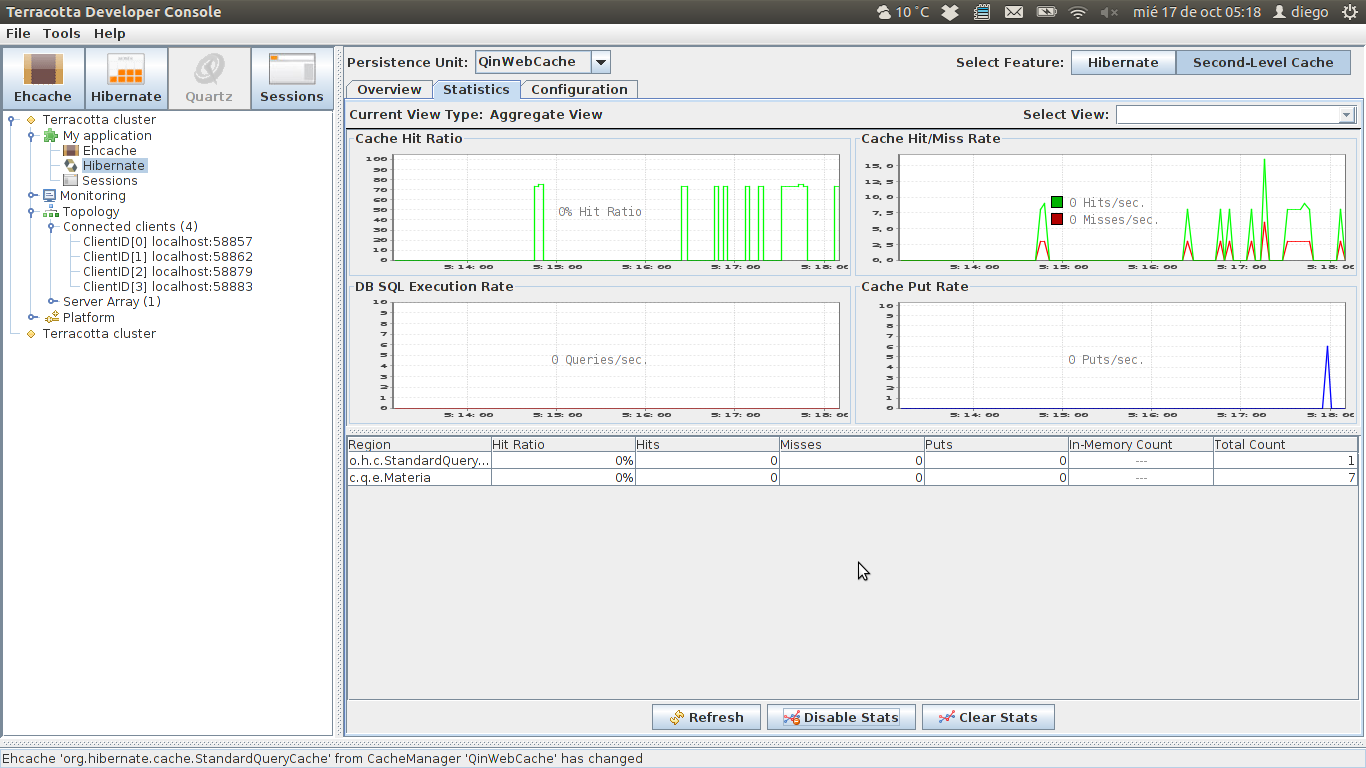 Terracotta Developer Console 10 °C mié 17 de oct 05:18 diego
File Tools Help
Ehcache Hibernate Quartz Sessions
Terracotta cluster
My application
Ehcache
Hibernate
Sessions
Monitoring
Topology
Connected clients (4)
ClientID[0] localhost:58857
ClientID[1] localhost:58862
ClientID[2] localhost:58879
ClientID[3] localhost:58883
Server Array (1)
Platform
Terracotta cluster
Persistence Unit: QinWebCache Select Feature: Hibernate Second-Level Cache
Overview Statistics Configuration
Current View Type: Aggregate View Select View:
Cache Hit Ratio
100
90
80
70
60
50
40
30
20
10
0
0% Hit Ratio
5:14:00 5:15:00 5:16:00 5:17:00 5:18:00
Cache Hit/Miss Rate
15,0
12,5
10,0
7,5
5,0
2,5
0,0
0 Hits/sec.
0 Misses/sec.
5:14:00 5:15:00 5:16:00 5:17:00 5:18:00
DB SQL Execution Rate
10
9
8
7
6
5
4
3
2
1
0
0 Queries/sec.
5:14:00 5:15:00 5:16:00 5:17:00 5:18:00
Cache Put Rate
10
9
8
7
6
5
4
3
2
1
0
0 Puts/sec.
5:14:00 5:15:00 5:16:00 5:17:00 5:18:00
Region Hit Ratio Hits Misses Puts In-Memory Count Total Count
o.h.c.StandardQuery... 0% 0 0 0 --- 1
c.q.e.Materia 0% 0 0 0 --- 7
Refresh Disable Stats Clear Stats
Ehcache 'org.hibernate.cache.StandardQueryCache' from CacheManager 'QinWebCache' has changed